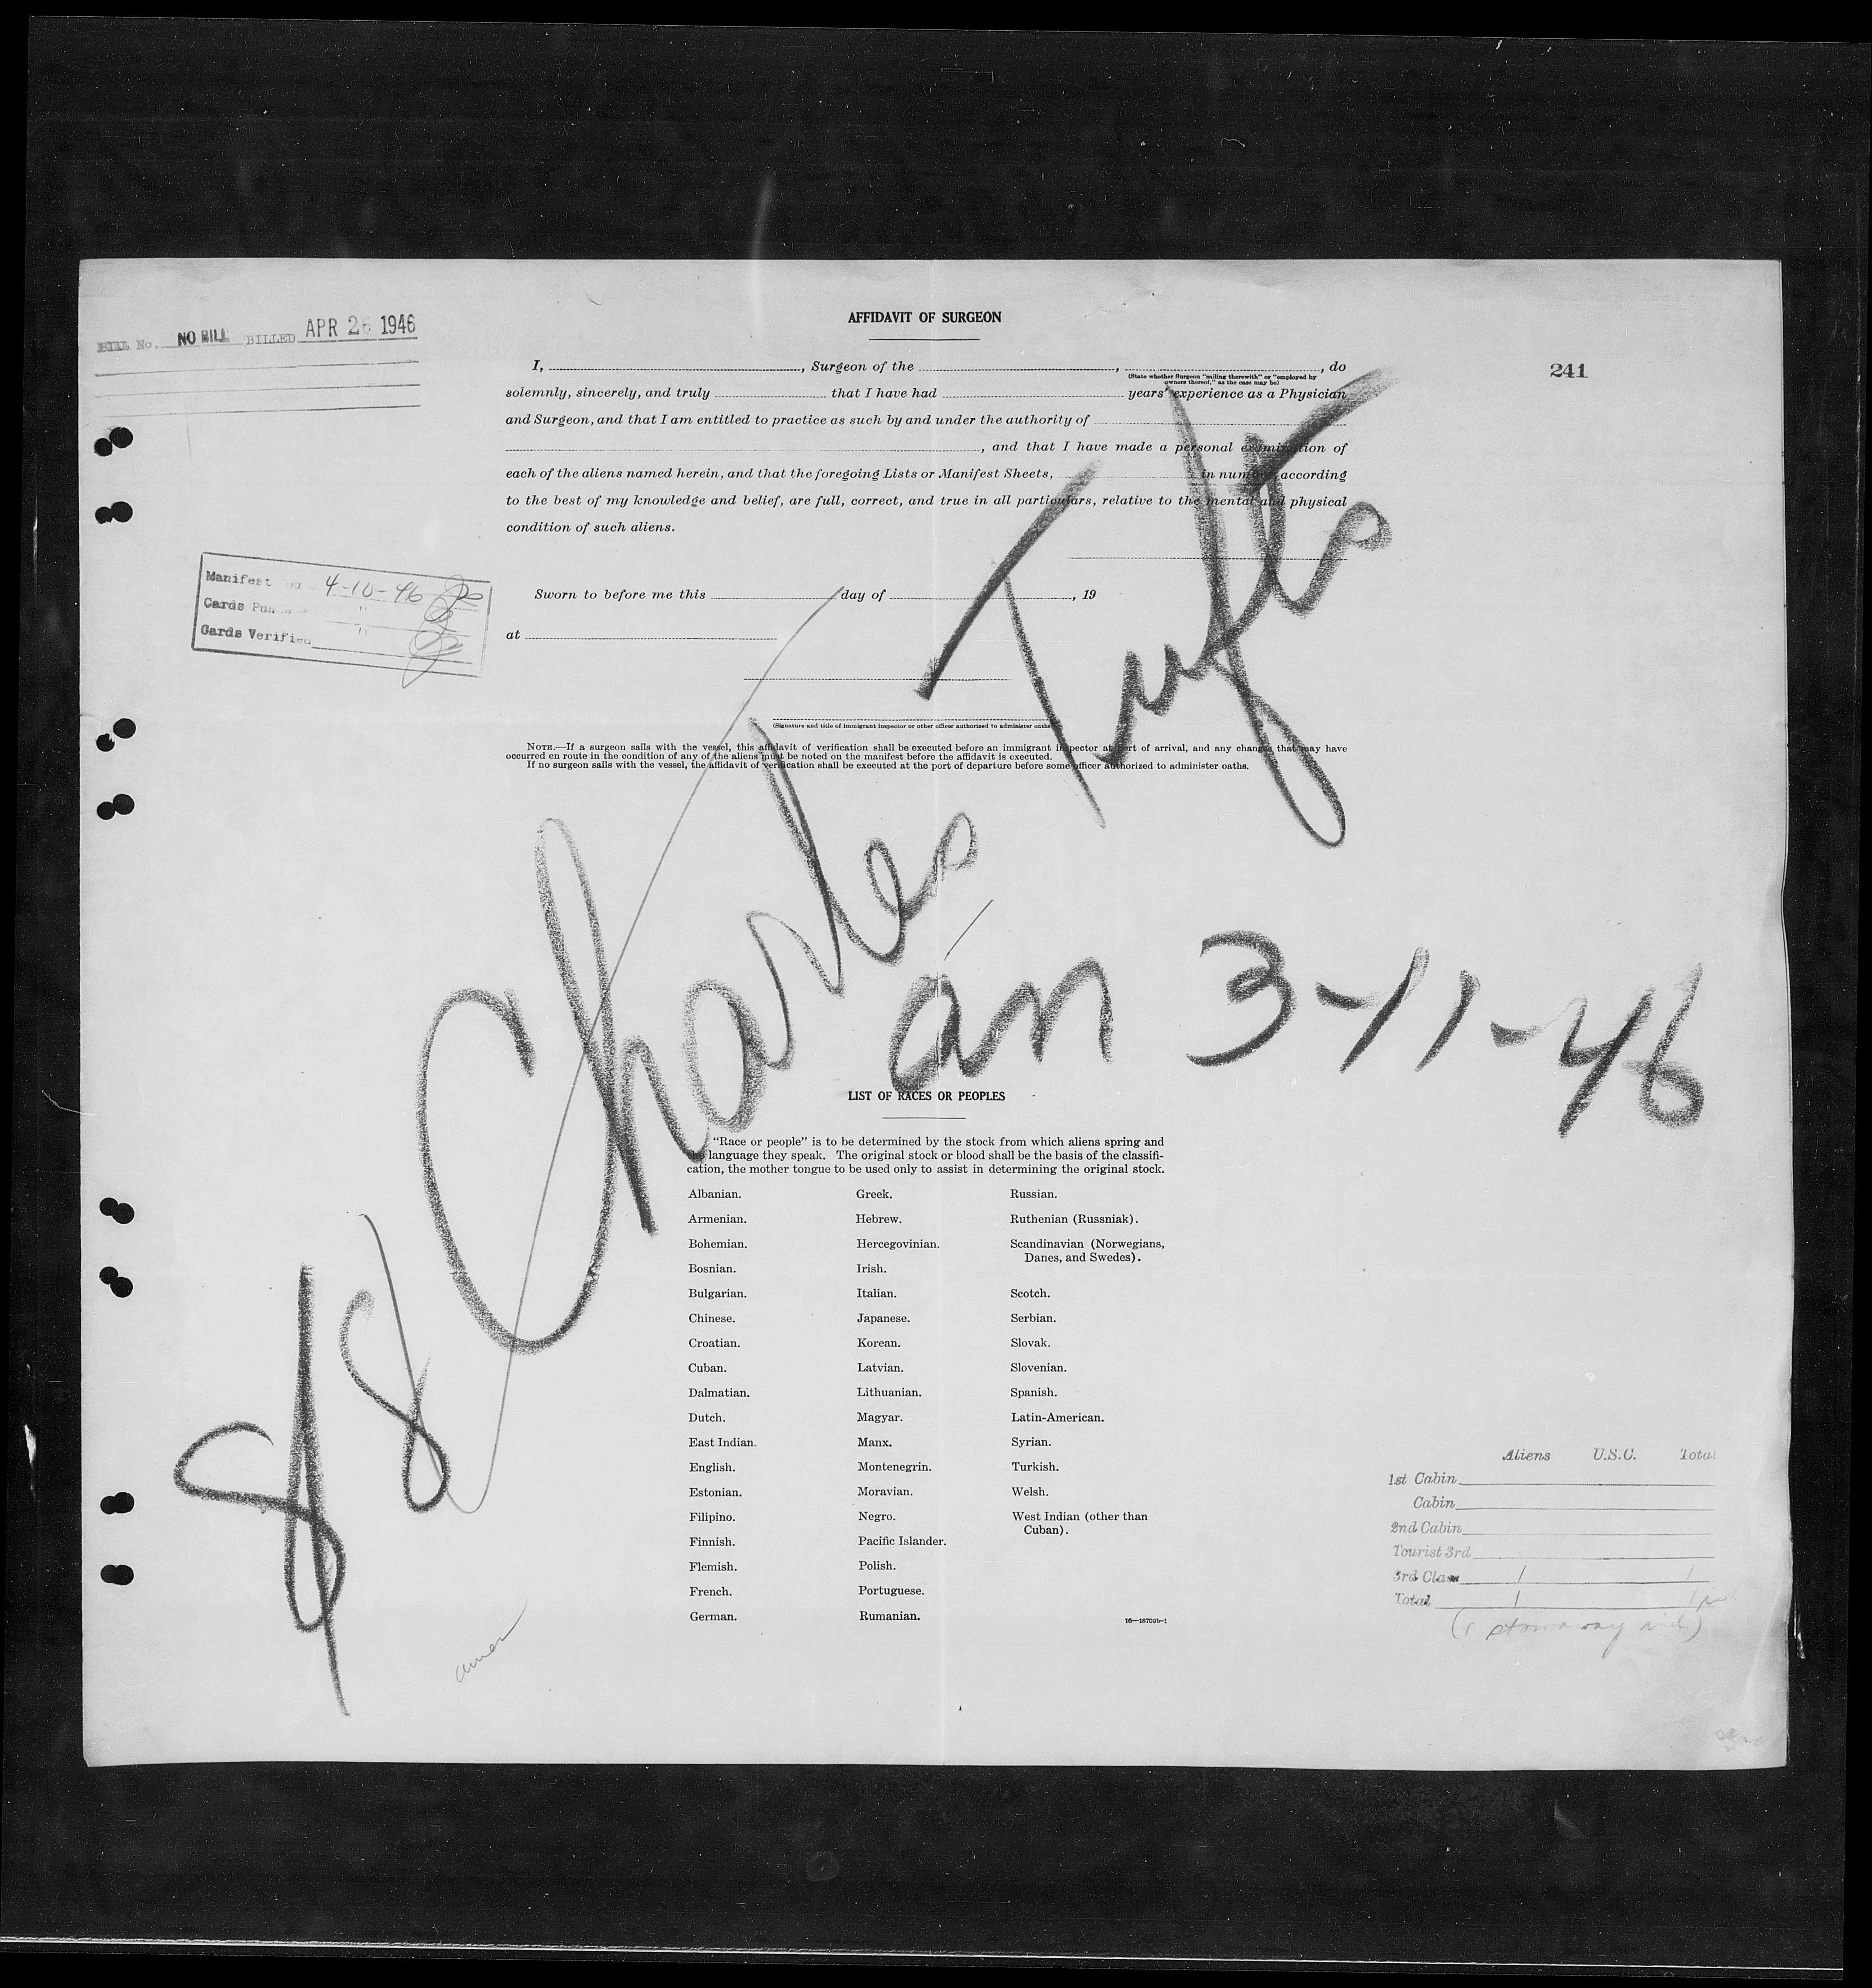 BILL No. NO BILL BILLED APR 26 1946
AFFIDAVIT OF SURGEON
241
I, , Surgeon of the , , do
(State whether Surgeon "sailing therewith" or "employed by
owners thereof," as the case may be)
solemnly, sincerely, and truly that I have had years' experience as a Physician
and Surgeon, and that I am entitled to practice as such by and under the authority of
, and that I have made a personal examination of
each of the aliens named herein, and that the foregoing Lists or Manifest Sheets, in number according
to the best of my knowledge and belief, are full, correct, and true in all particulars, relative to the mental and physical
condition of such aliens.
Manifest 4-10-46
Cards
Cards Verified
Sworn to before me this day of , 19
at
(Signature and title of immigrant inspector or other officer authorized to administer oaths)
NOTE.—If a surgeon sails with the vessel, this affidavit of verification shall be executed before an immigrant inspector at port of arrival, and any changes that may have
occurred en route in the condition of any of the aliens must be noted on the manifest before the affidavit is executed.
If no surgeon sails with the vessel, the affidavit of verification shall be executed at the port of departure before some officer authorized to administer oaths.
SS Charles Tufts
arr 3-11-46
LIST OF RACES OR PEOPLES
"Race or people" is to be determined by the stock from which aliens spring and
the language they speak. The original stock or blood shall be the basis of the classifi-
cation, the mother tongue to be used only to assist in determining the original stock.
Albanian.
Armenian.
Bohemian.
Bosnian.
Bulgarian.
Chinese.
Croatian.
Cuban.
Dalmatian.
Dutch.
East Indian.
English.
Estonian.
Filipino.
Finnish.
Flemish.
French.
German.
Greek.
Hebrew.
Hercegovinian.
Irish.
Italian.
Japanese.
Korean.
Latvian.
Lithuanian.
Magyar.
Manx.
Montenegrin.
Moravian.
Negro.
Pacific Islander.
Polish.
Portuguese.
Rumanian.
Russian.
Ruthenian (Russniak).
Scandinavian (Norwegians,
Danes, and Swedes).
Scotch.
Serbian.
Slovak.
Slovenian.
Spanish.
Latin-American.
Syrian.
Turkish.
Welsh.
West Indian (other than
Cuban).
16—18709b-1
Aliens U.S.C. Total
1st Cabin
Cabin
2nd Cabin
Tourist 3rd
3rd Class 1 1
Total 1 1
(1 stowaway incl)
amer